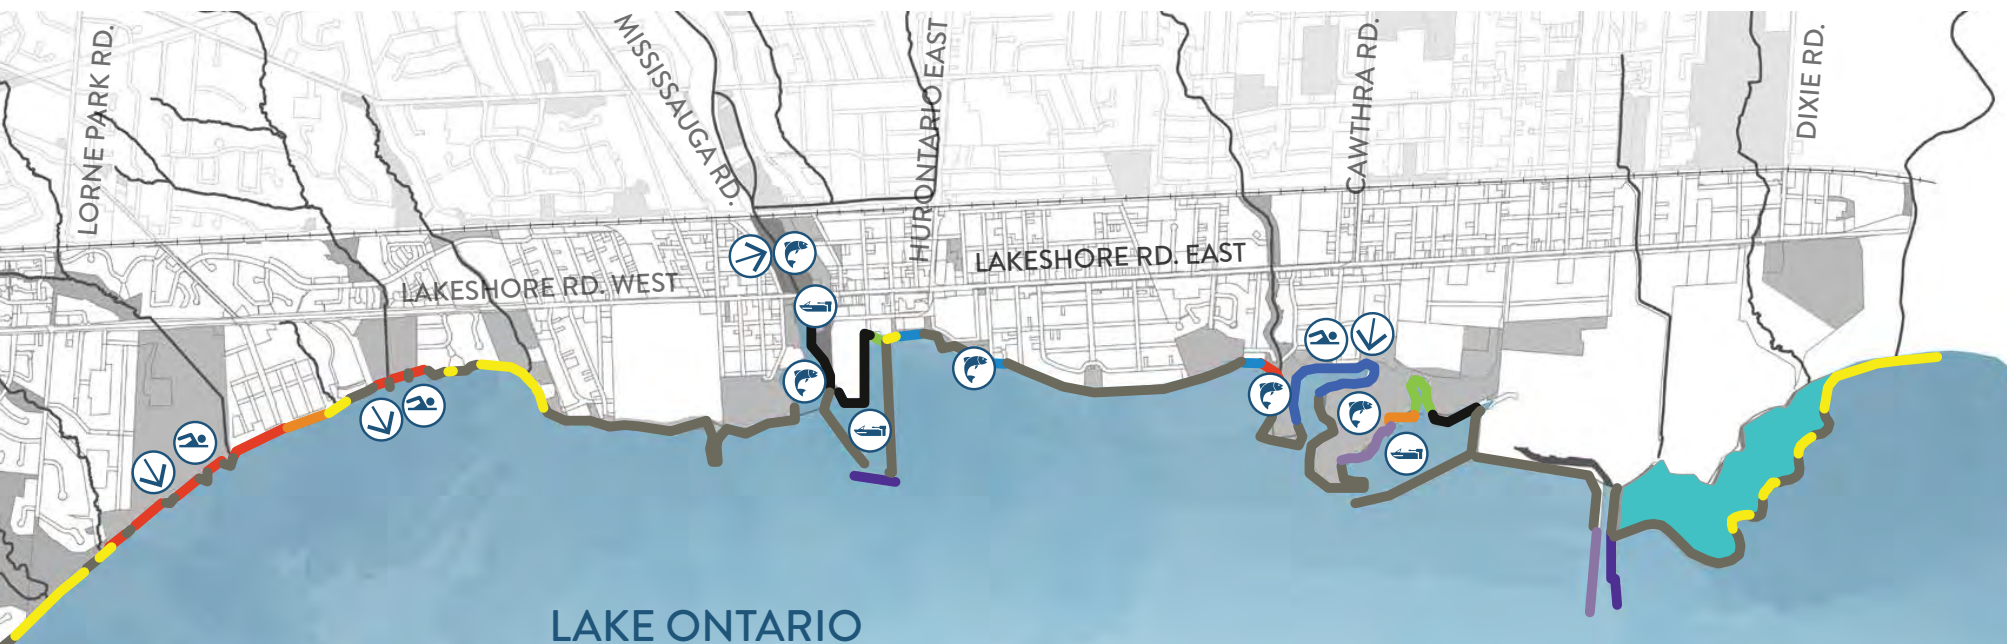 LORNE PARK RD.
MISSISSAUGA RD.
HURONTARIO EAST
CAWTHRA RD.
DIXIE RD.
LAKESHORE RD. WEST
LAKESHORE RD. EAST
LAKE ONTARIO